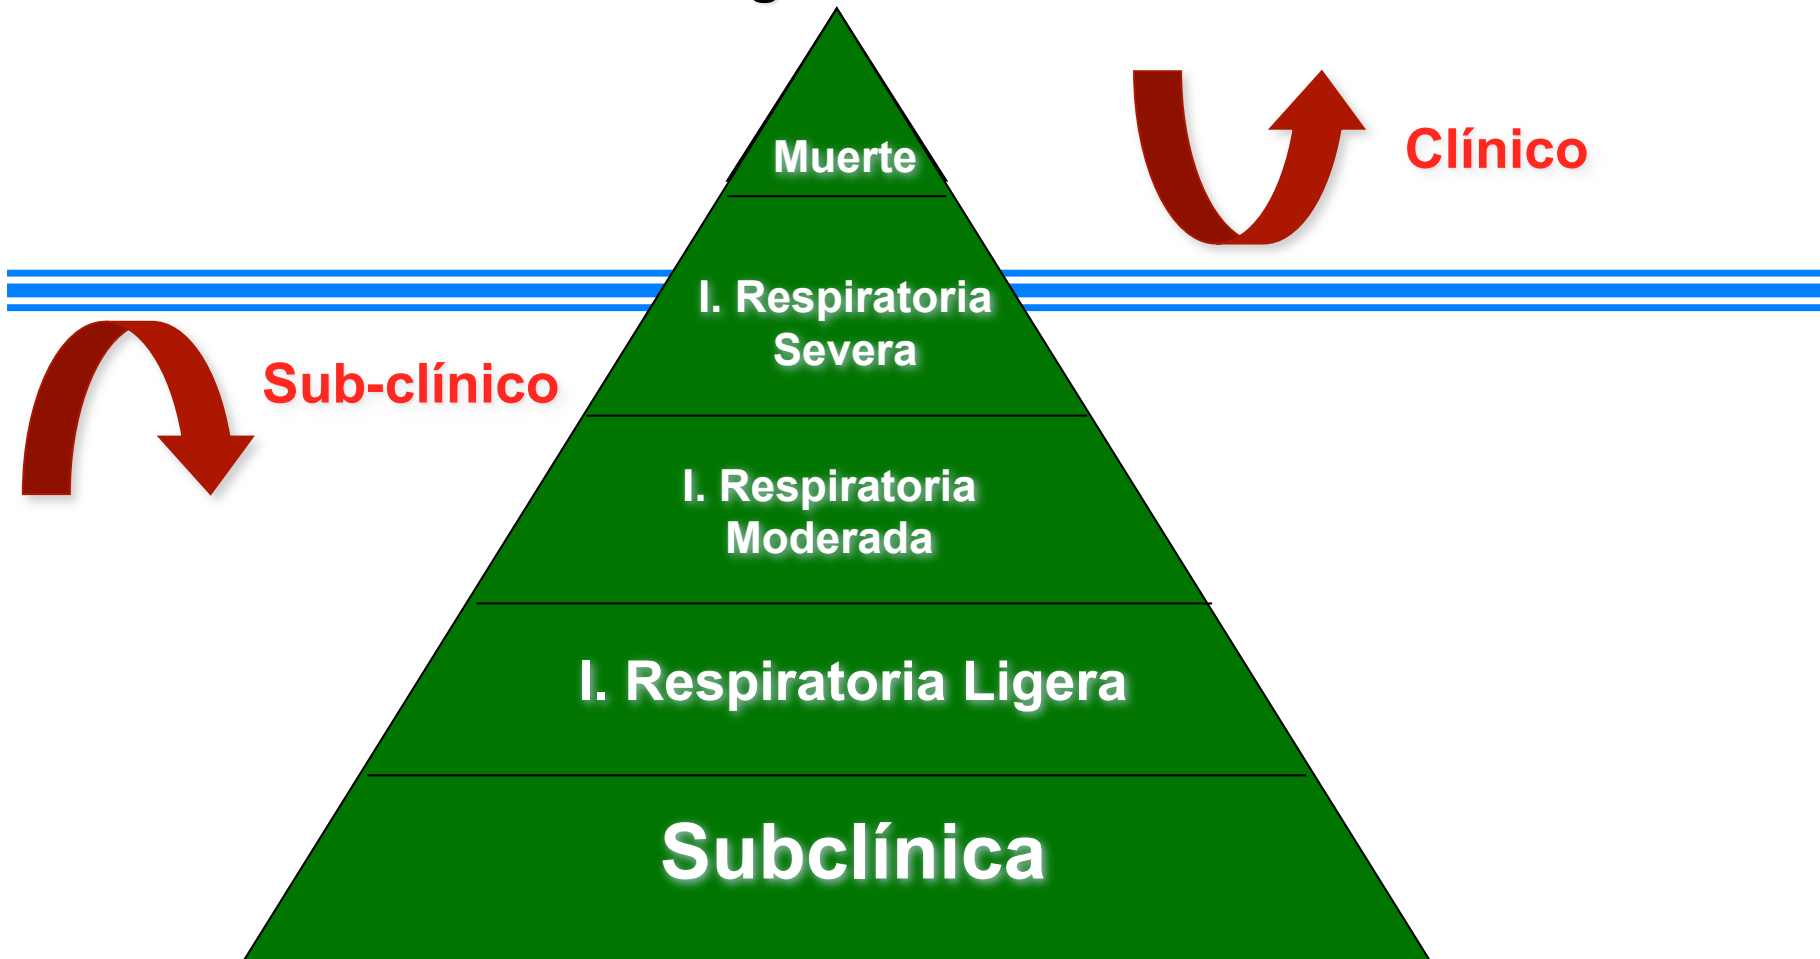 Muerte
Clínico
I. Respiratoria
Severa
Sub-clínico
I. Respiratoria
Moderada
I. Respiratoria Ligera
Subclínica